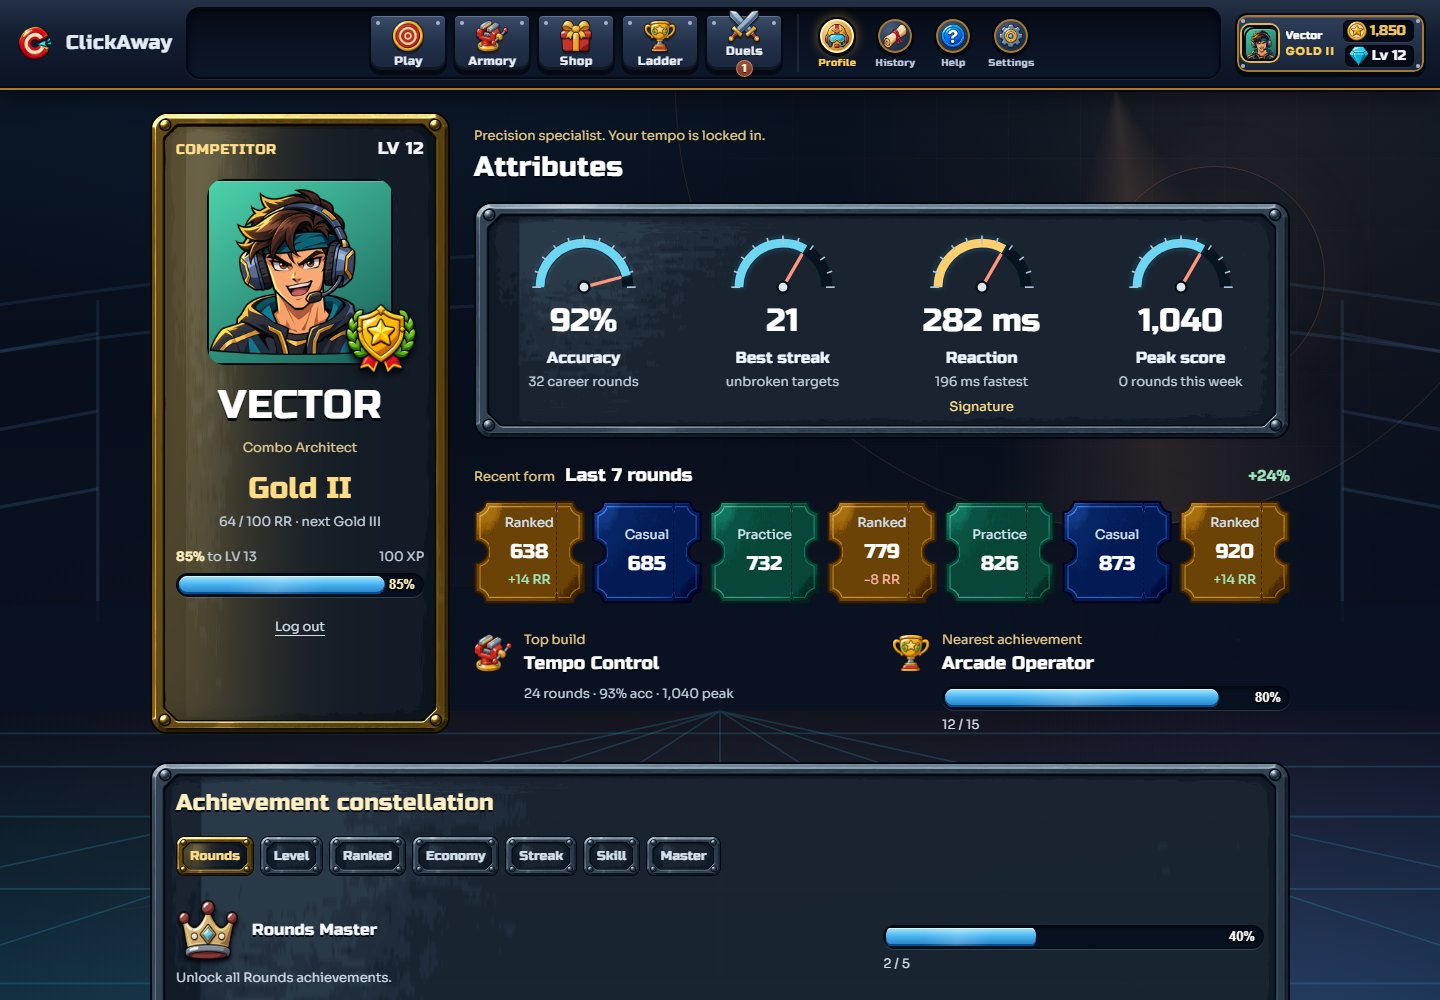 ClickAway
Play
Armory
Shop
Ladder
Duels
1
Profile
History
Help
Settings
Vector
GOLD II
1,850
Lv 12
COMPETITOR
LV 12
VECTOR
Combo Architect
Gold II
64 / 100 RR · next Gold III
85% to LV 13
100 XP
85%
Log out
Precision specialist. Your tempo is locked in.
Attributes
92%
Accuracy
32 career rounds
21
Best streak
unbroken targets
282 ms
Reaction
196 ms fastest
Signature
1,040
Peak score
0 rounds this week
Recent form Last 7 rounds
+24%
Ranked
638
+14 RR
Casual
685
Practice
732
Ranked
779
-8 RR
Practice
826
Casual
873
Ranked
920
+14 RR
Top build
Tempo Control
24 rounds · 93% acc · 1,040 peak
Nearest achievement
Arcade Operator
80%
12 / 15
Achievement constellation
Rounds
Level
Ranked
Economy
Streak
Skill
Master
Rounds Master
Unlock all Rounds achievements.
40%
2 / 5